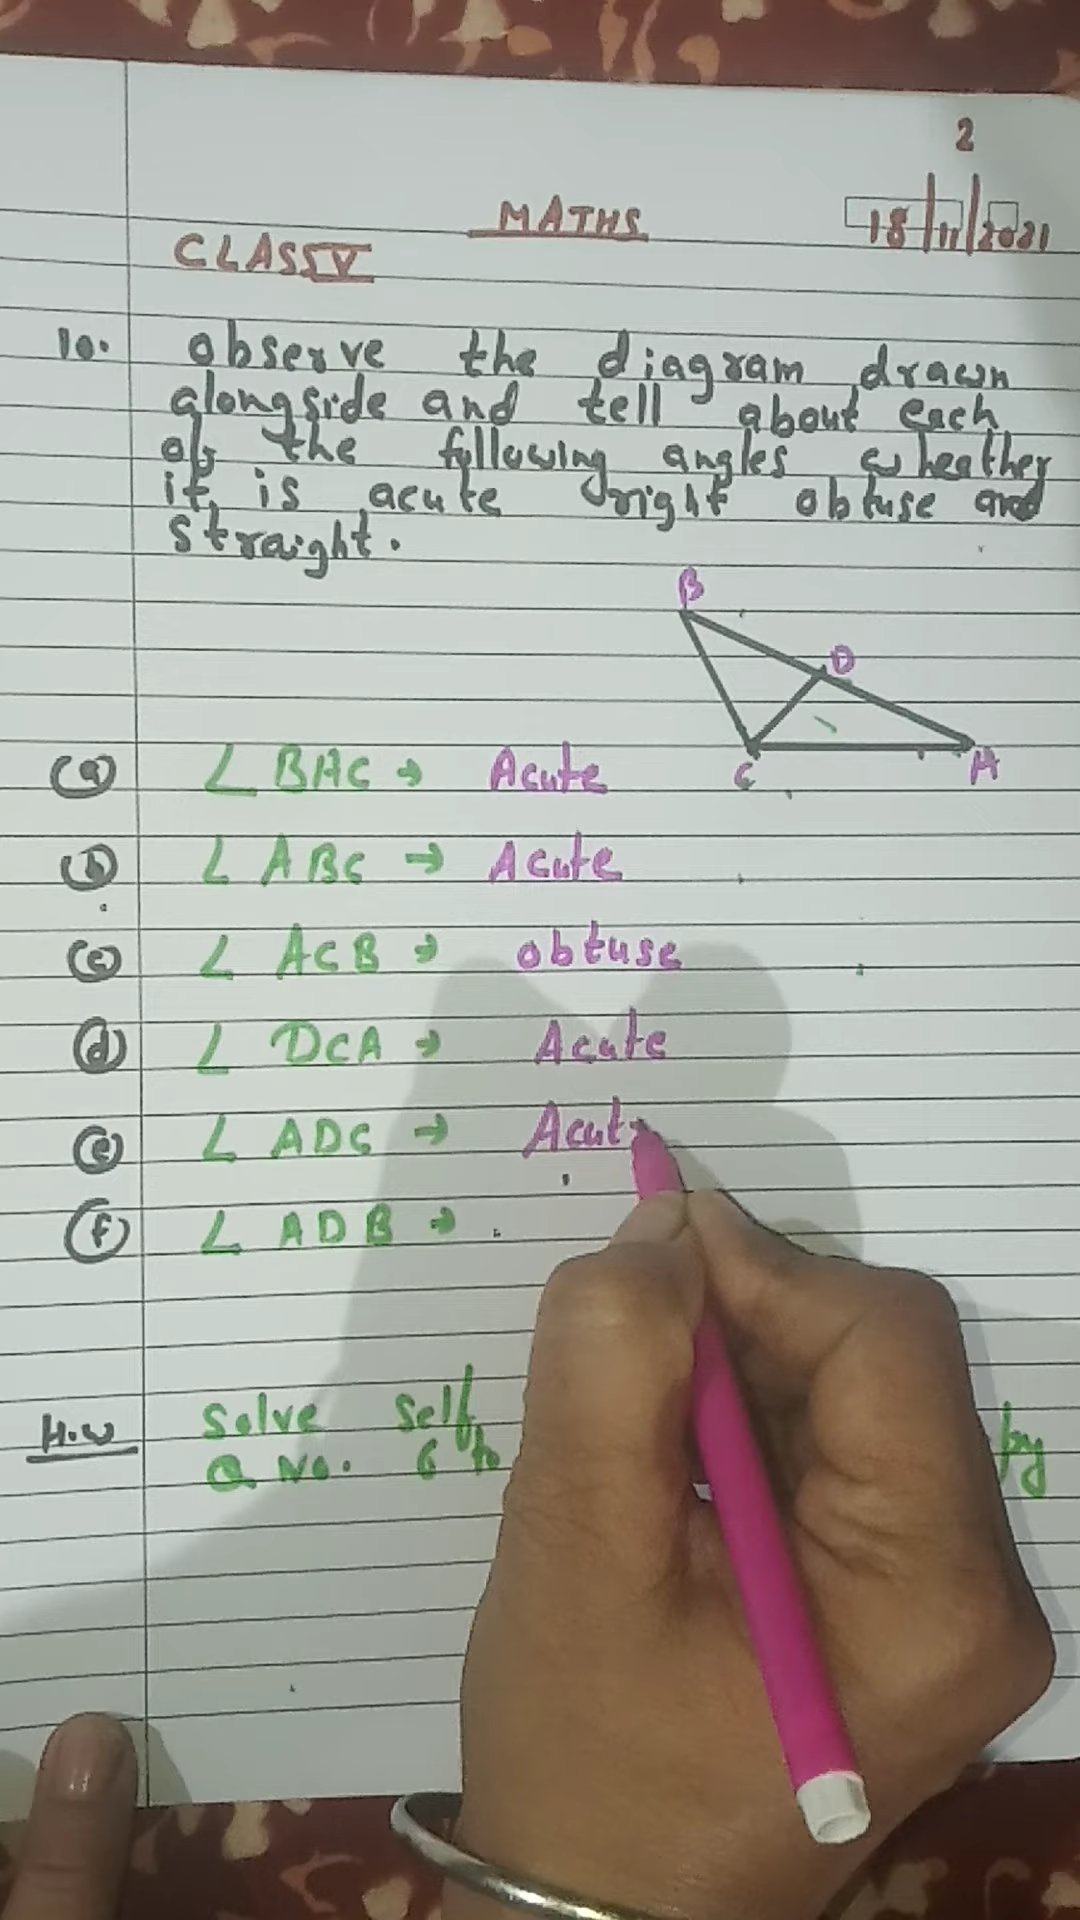 2
MATHS
18/11/2021
CLASS V
10. observe the diagram drawn
alongside and tell about each
of the following angles wheather
it is acute right obtuse and
straight.
B
D
C
A
(a) ∠ BAC → Acute
(b) ∠ ABC → Acute
(c) ∠ ACB → obtuse
(d) ∠ DCA → Acute
(e) ∠ ADC → Acut
(f) ∠ ADB →
H.W Solve Self
Q No. 6 to